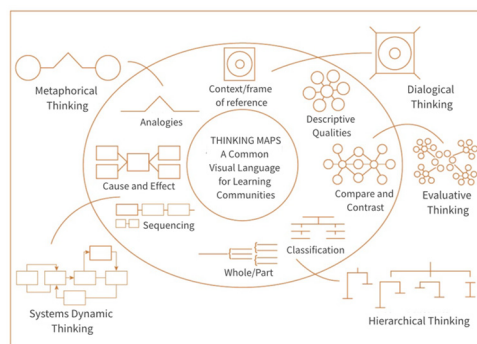 Metaphorical
Thinking
Analogies
Context/frame
of reference
Descriptive
Qualities
Dialogical
Thinking
THINKING MAPS
A Common
Visual Language
for Learning
Communities
Cause and Effect
Compare and
Contrast
Evaluative
Thinking
Sequencing
Classification
Whole/Part
Systems Dynamic
Thinking
Hierarchical Thinking